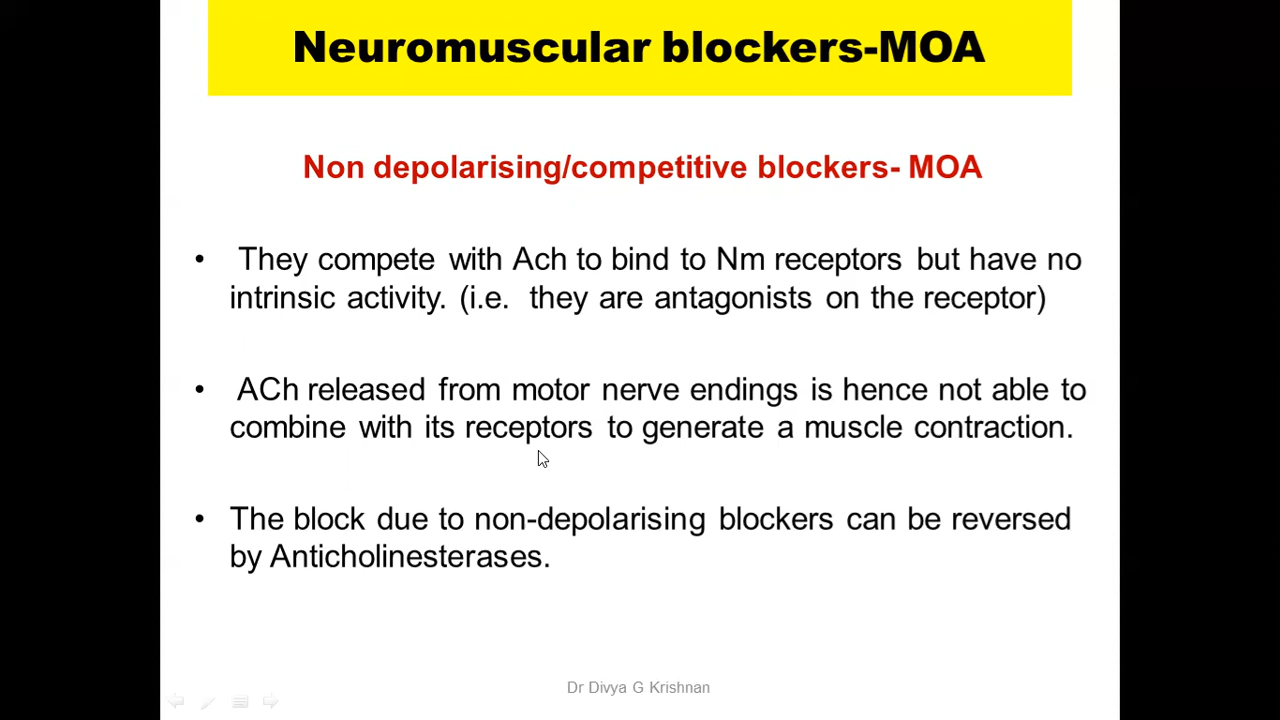 Neuromuscular blockers-MOA
Non depolarising/competitive blockers- MOA
• They compete with Ach to bind to Nm receptors but have no
intrinsic activity. (i.e. they are antagonists on the receptor)
• ACh released from motor nerve endings is hence not able to
combine with its receptors to generate a muscle contraction.
• The block due to non-depolarising blockers can be reversed
by Anticholinesterases.
Dr Divya G Krishnan